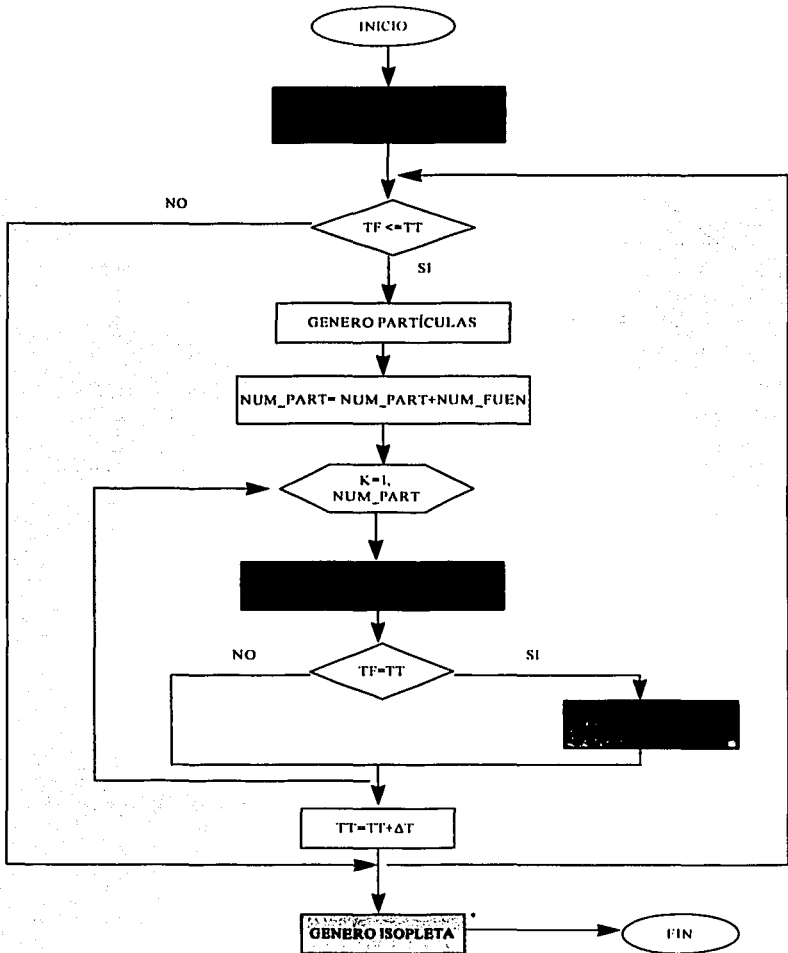 INICIO
NO
TF <=TT
SI
GENERO PARTÍCULAS
NUM_PART= NUM_PART+NUM_FUEN
K=1,
NUM_PART
NO
TF=TT
SI
TT=TT+ΔT
GENERO ISOPLETA
FIN